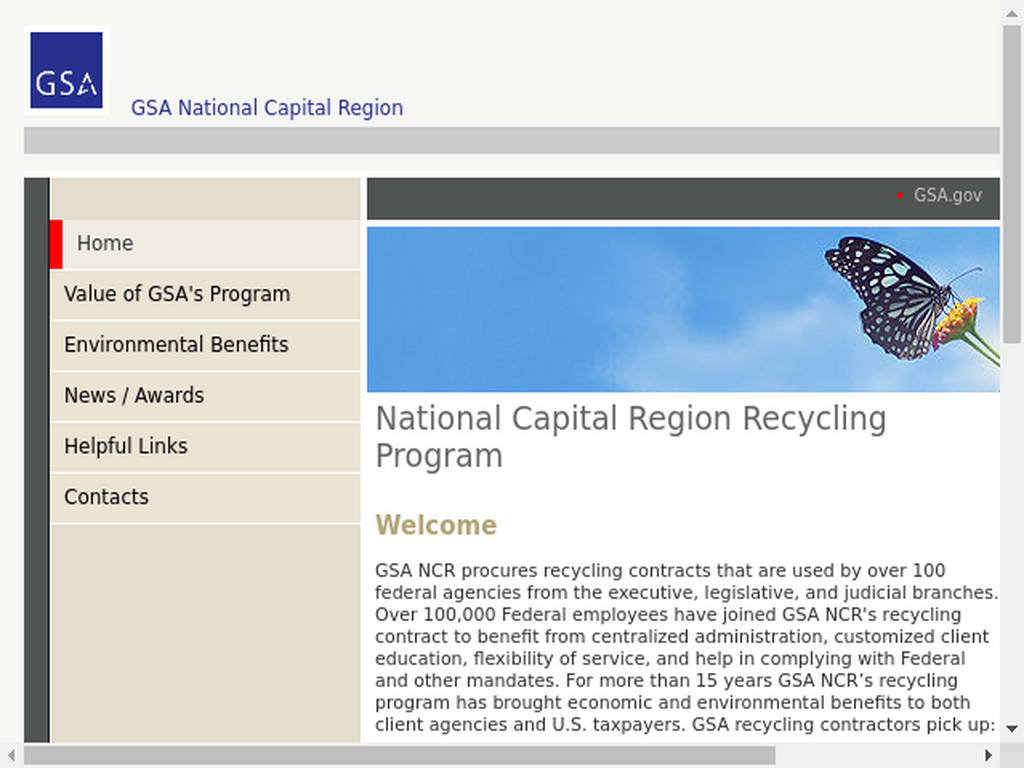 GSA
GSA National Capital Region
GSA.gov
Home
Value of GSA's Program
Environmental Benefits
News / Awards
Helpful Links
Contacts
National Capital Region Recycling
Program
Welcome
GSA NCR procures recycling contracts that are used by over 100
federal agencies from the executive, legislative, and judicial branches.
Over 100,000 Federal employees have joined GSA NCR's recycling
contract to benefit from centralized administration, customized client
education, flexibility of service, and help in complying with Federal
and other mandates. For more than 15 years GSA NCR’s recycling
program has brought economic and environmental benefits to both
client agencies and U.S. taxpayers. GSA recycling contractors pick up: